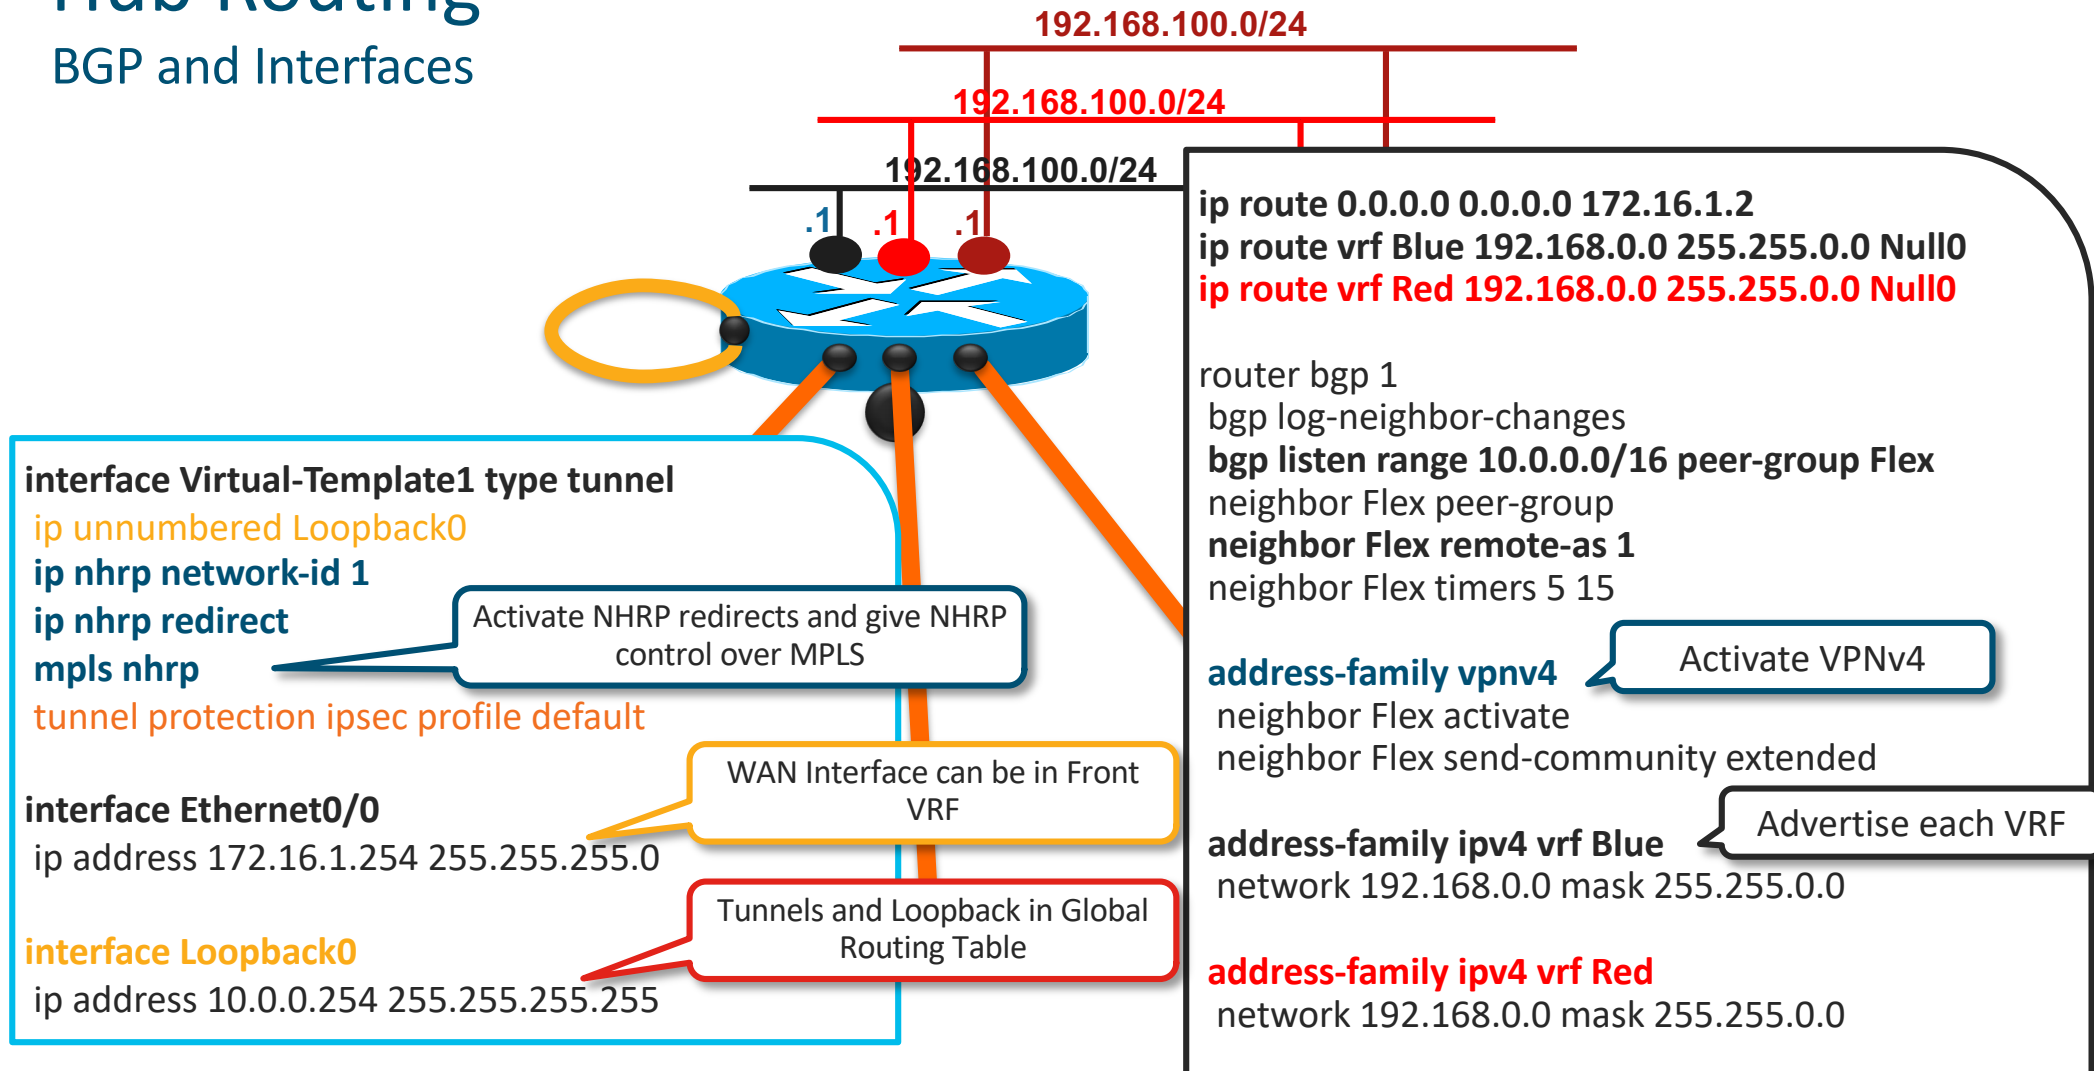 Hub Routing
BGP and Interfaces
192.168.100.0/24
192.168.100.0/24
192.168.100.0/24
.1
.1
.1
interface Virtual-Template1 type tunnel
ip unnumbered Loopback0
ip nhrp network-id 1
ip nhrp redirect
mpls nhrp
tunnel protection ipsec profile default
Activate NHRP redirects and give NHRP
control over MPLS
interface Ethernet0/0
ip address 172.16.1.254 255.255.255.0
WAN Interface can be in Front
VRF
interface Loopback0
ip address 10.0.0.254 255.255.255.255
Tunnels and Loopback in Global
Routing Table
ip route 0.0.0.0 0.0.0.0 172.16.1.2
ip route vrf Blue 192.168.0.0 255.255.0.0 Null0
ip route vrf Red 192.168.0.0 255.255.0.0 Null0
router bgp 1
bgp log-neighbor-changes
bgp listen range 10.0.0.0/16 peer-group Flex
neighbor Flex peer-group
neighbor Flex remote-as 1
neighbor Flex timers 5 15
address-family vpnv4
Activate VPNv4
neighbor Flex activate
neighbor Flex send-community extended
address-family ipv4 vrf Blue
Advertise each VRF
network 192.168.0.0 mask 255.255.0.0
address-family ipv4 vrf Red
network 192.168.0.0 mask 255.255.0.0